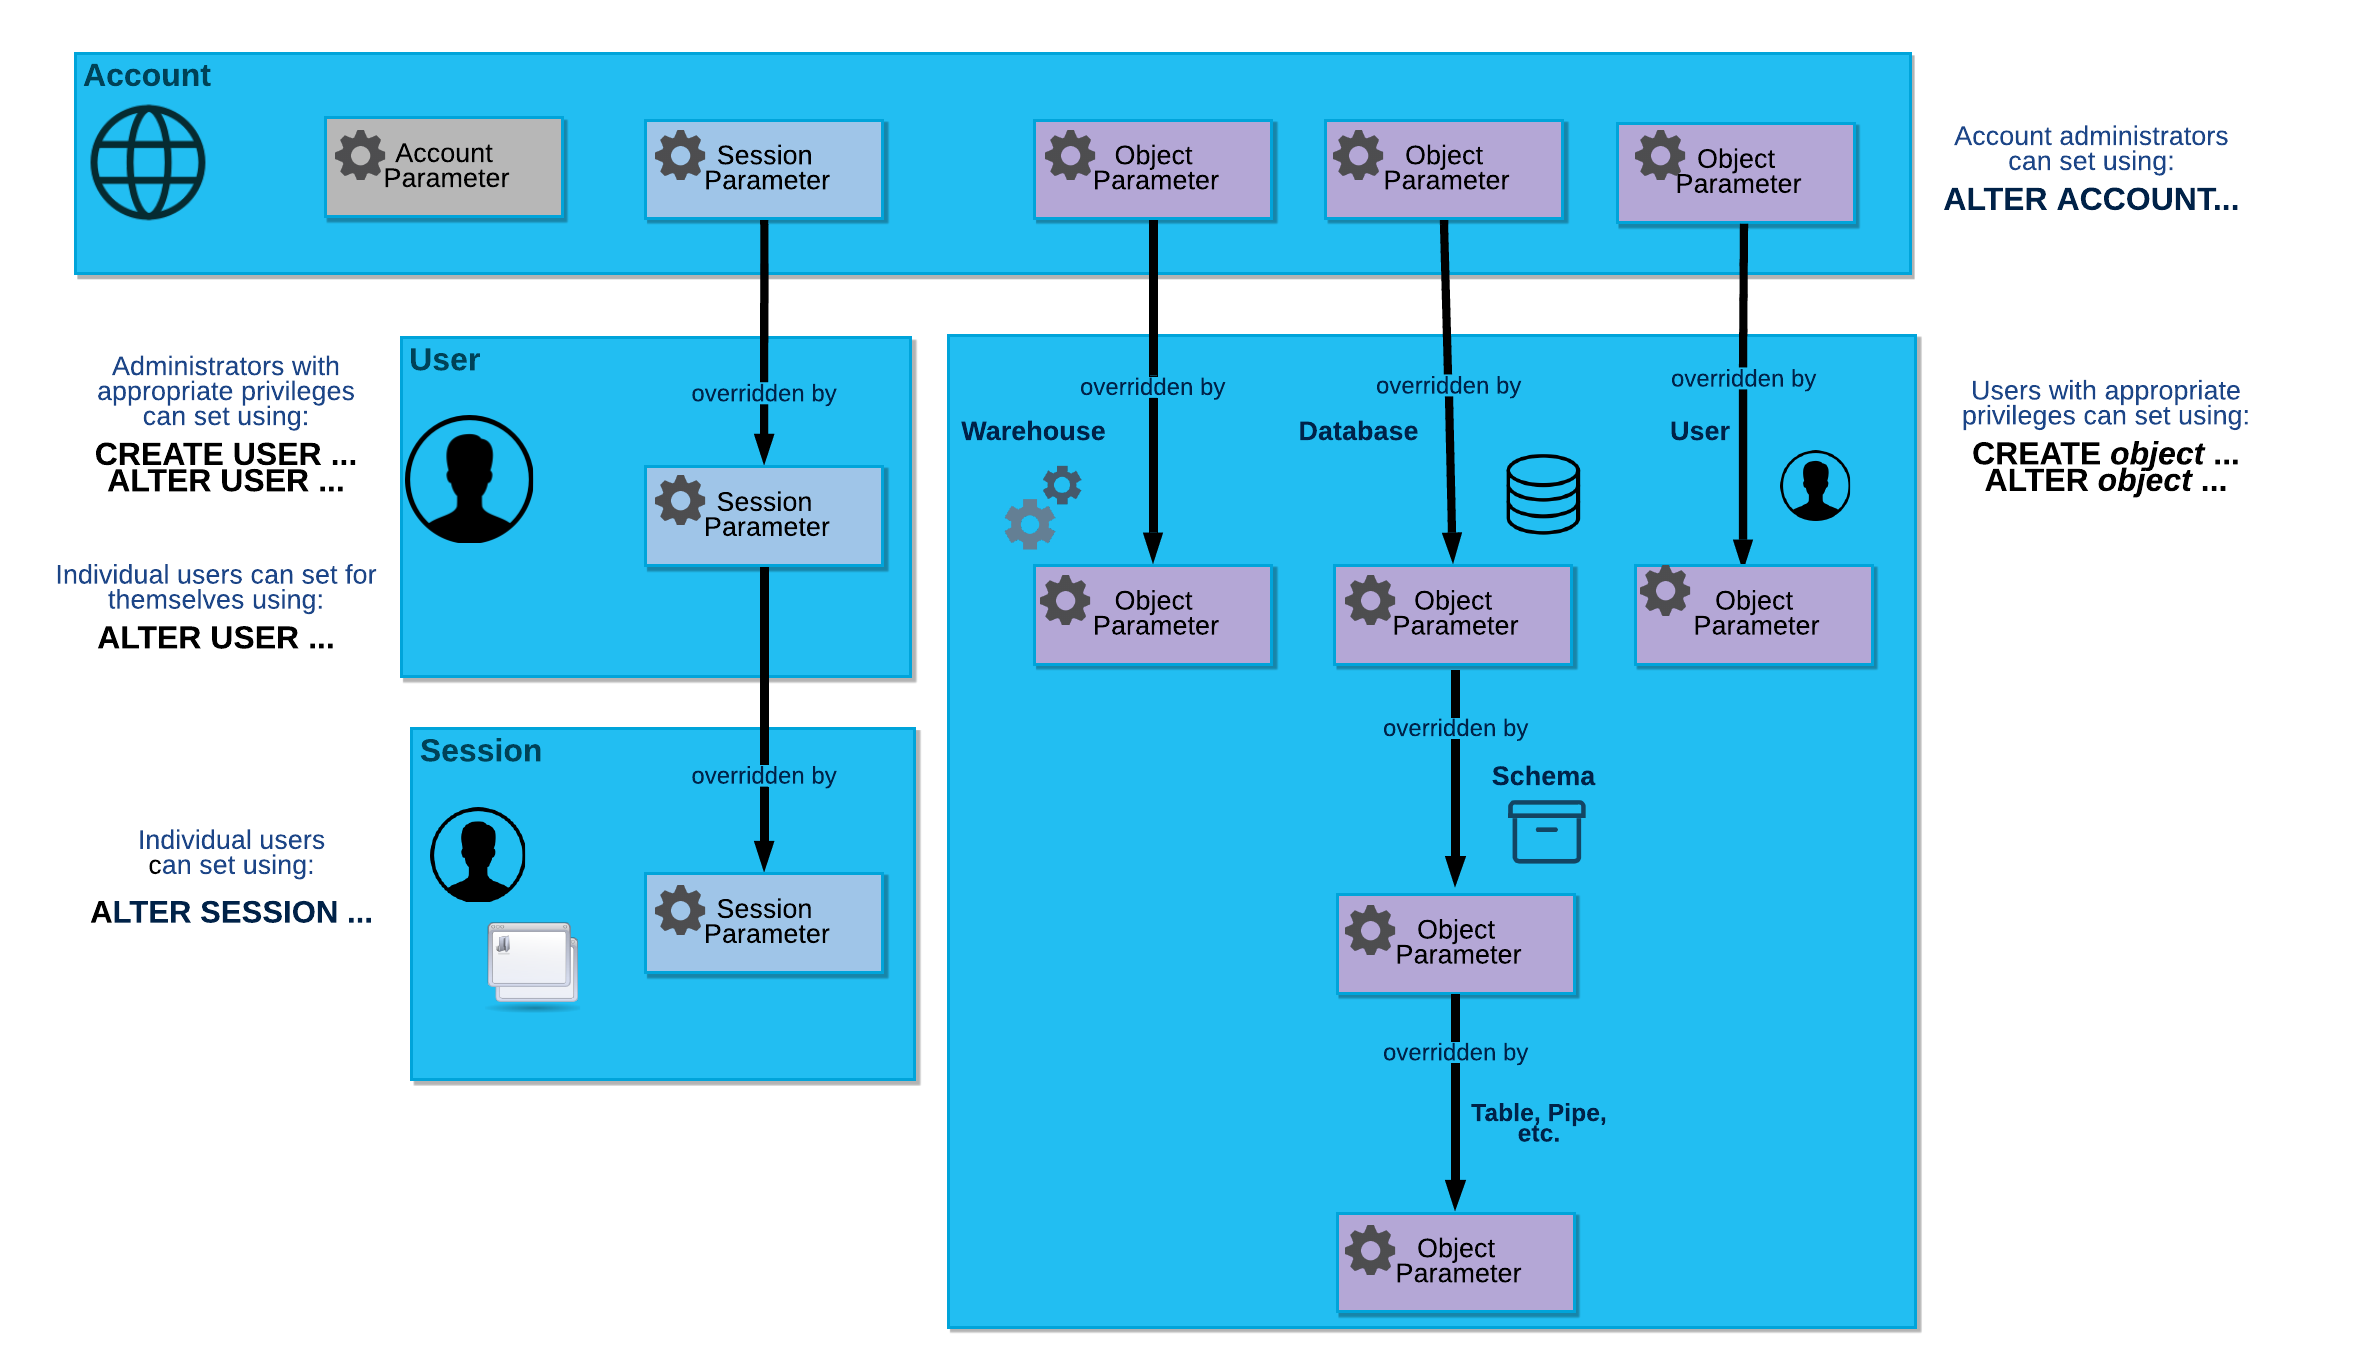 Account
Account
Parameter
Session
Parameter
Object
Parameter
Object
Parameter
Object
Parameter
Account administrators
can set using:
ALTER ACCOUNT...
Administrators with
appropriate privileges
can set using:
CREATE USER ...
ALTER USER ...
Individual users can set for
themselves using:
ALTER USER ...
User
overridden by
Session
Parameter
overridden by
overridden by
overridden by
Warehouse
Database
User
Object
Parameter
Object
Parameter
Object
Parameter
Users with appropriate
privileges can set using:
CREATE object ...
ALTER object ...
Individual users
can set using:
ALTER SESSION ...
Session
overridden by
Session
Parameter
overridden by
Schema
Object
Parameter
overridden by
Table, Pipe,
etc.
Object
Parameter